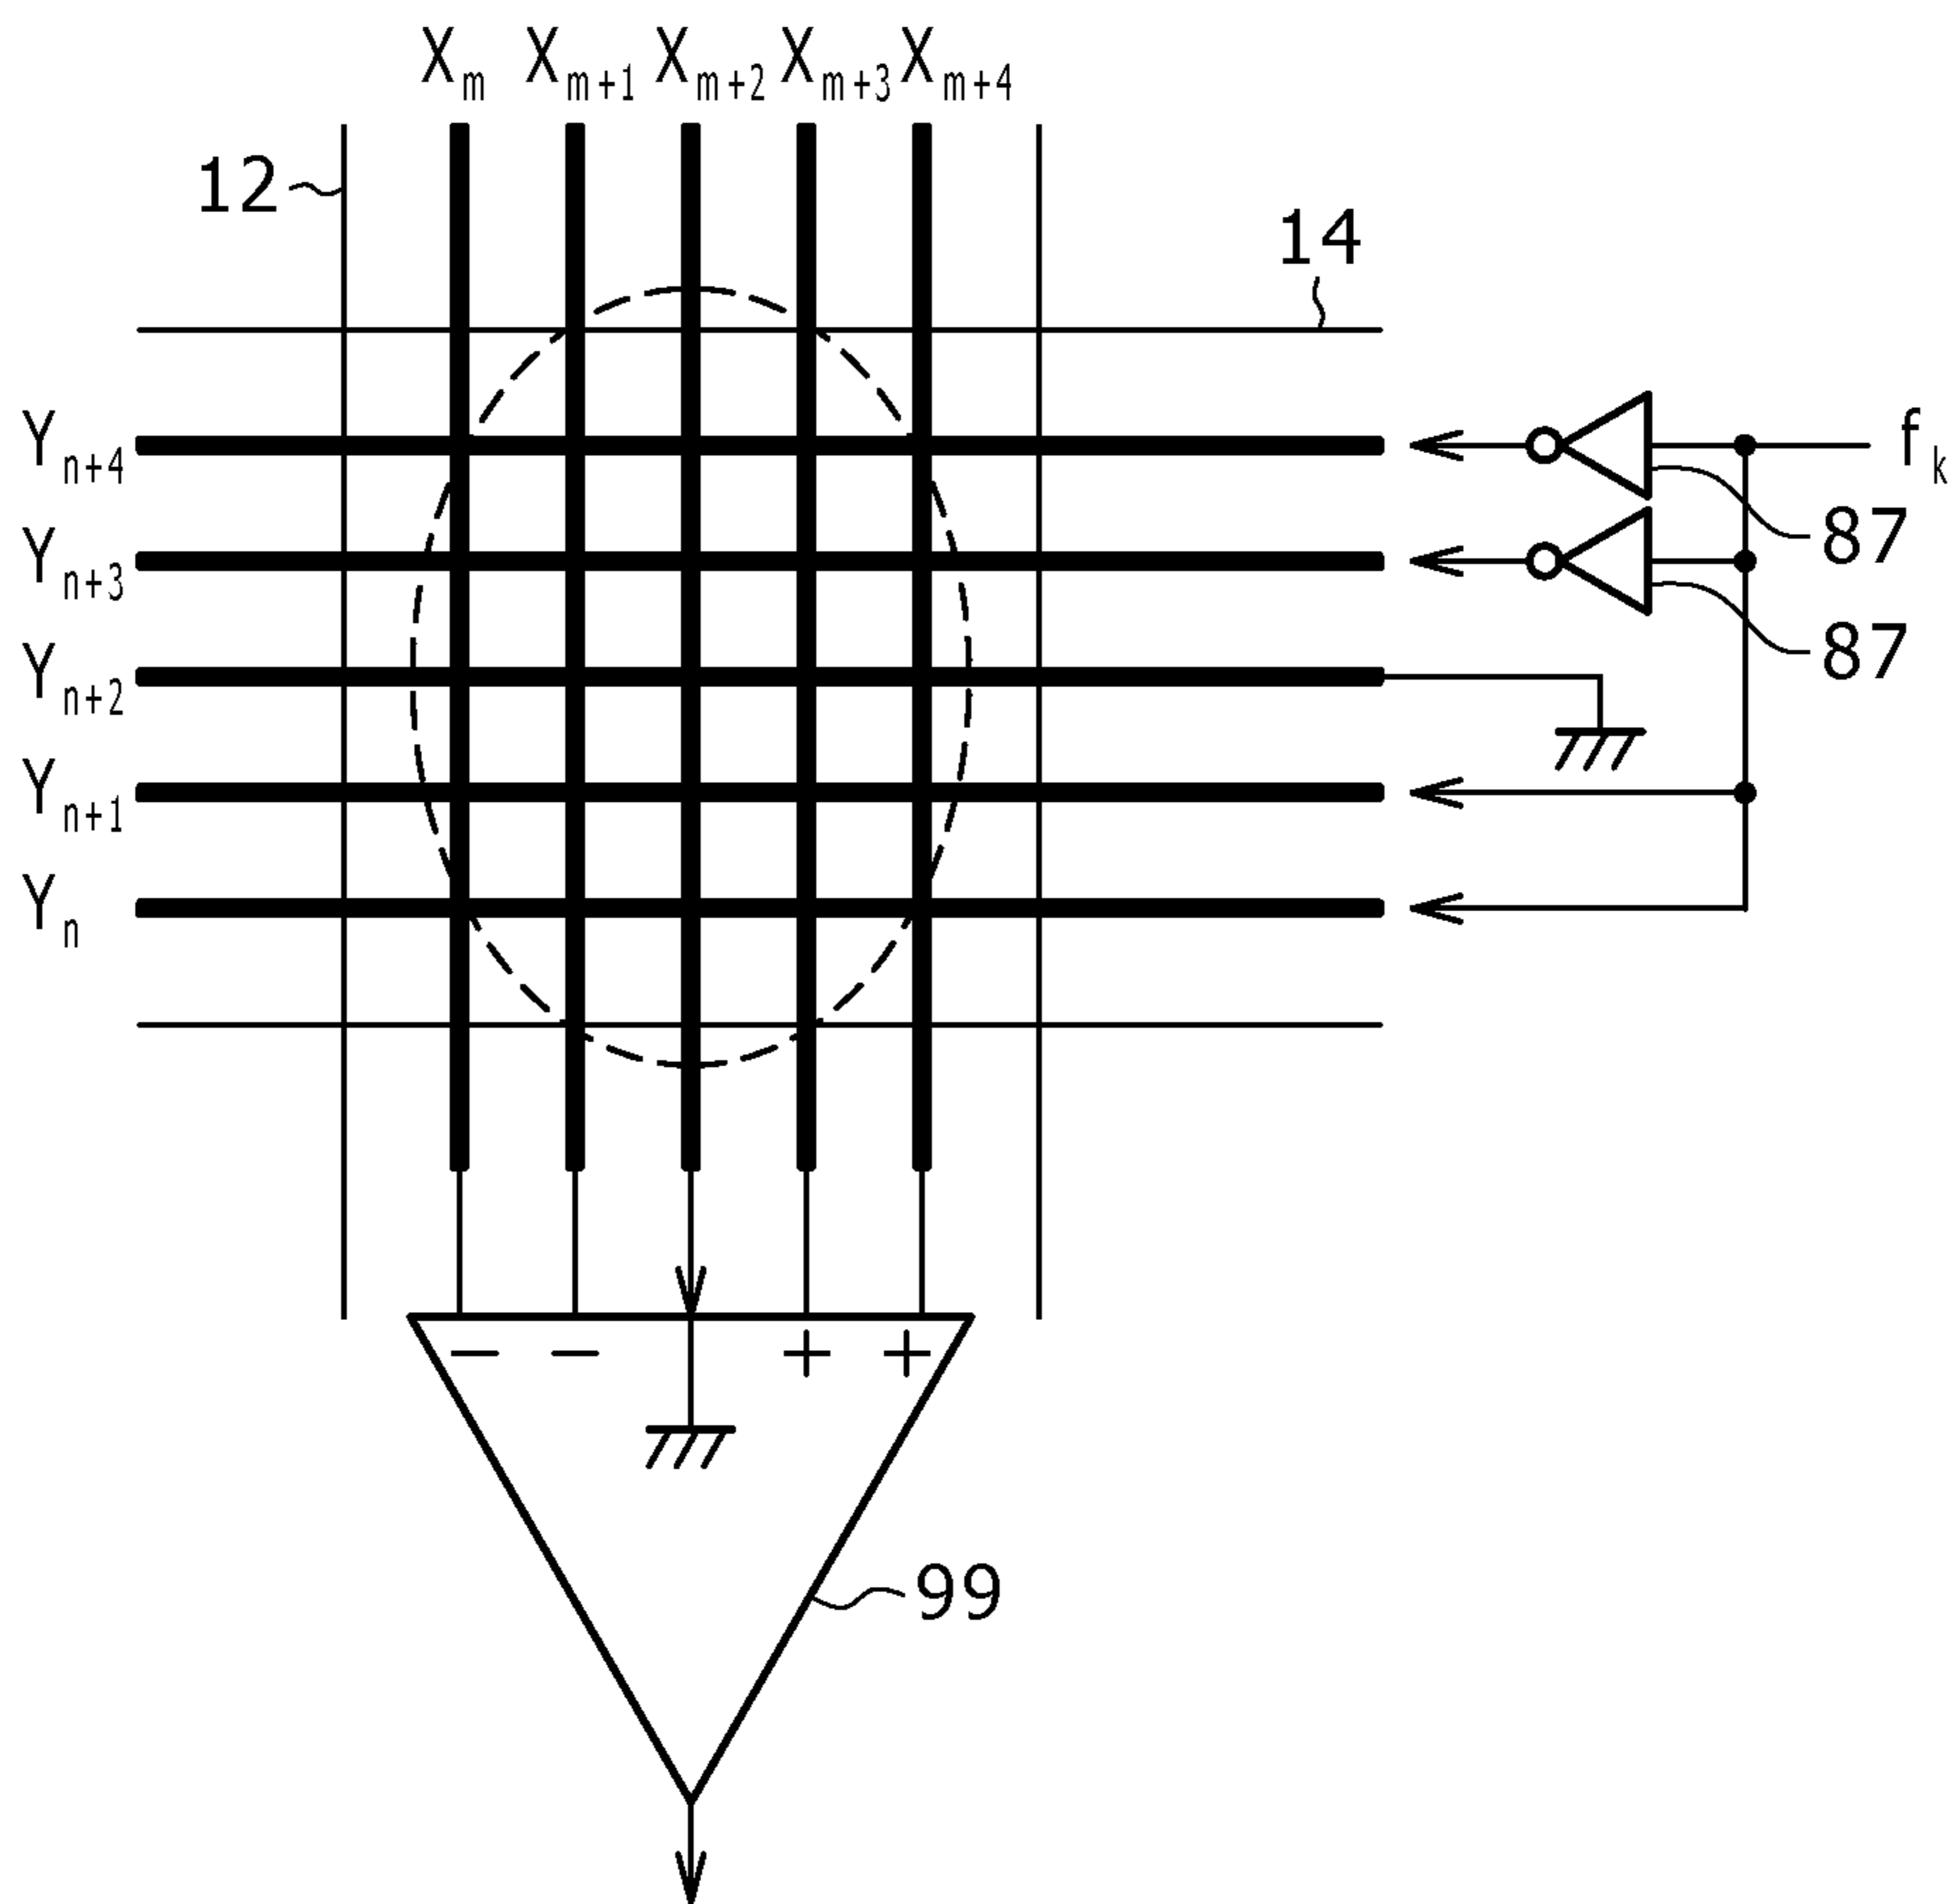 Xm Xm+1 Xm+2 Xm+3 Xm+4
12
14
Yn+4
fk
87
Yn+3
87
Yn+2
Yn+1
Yn
− − + +
99